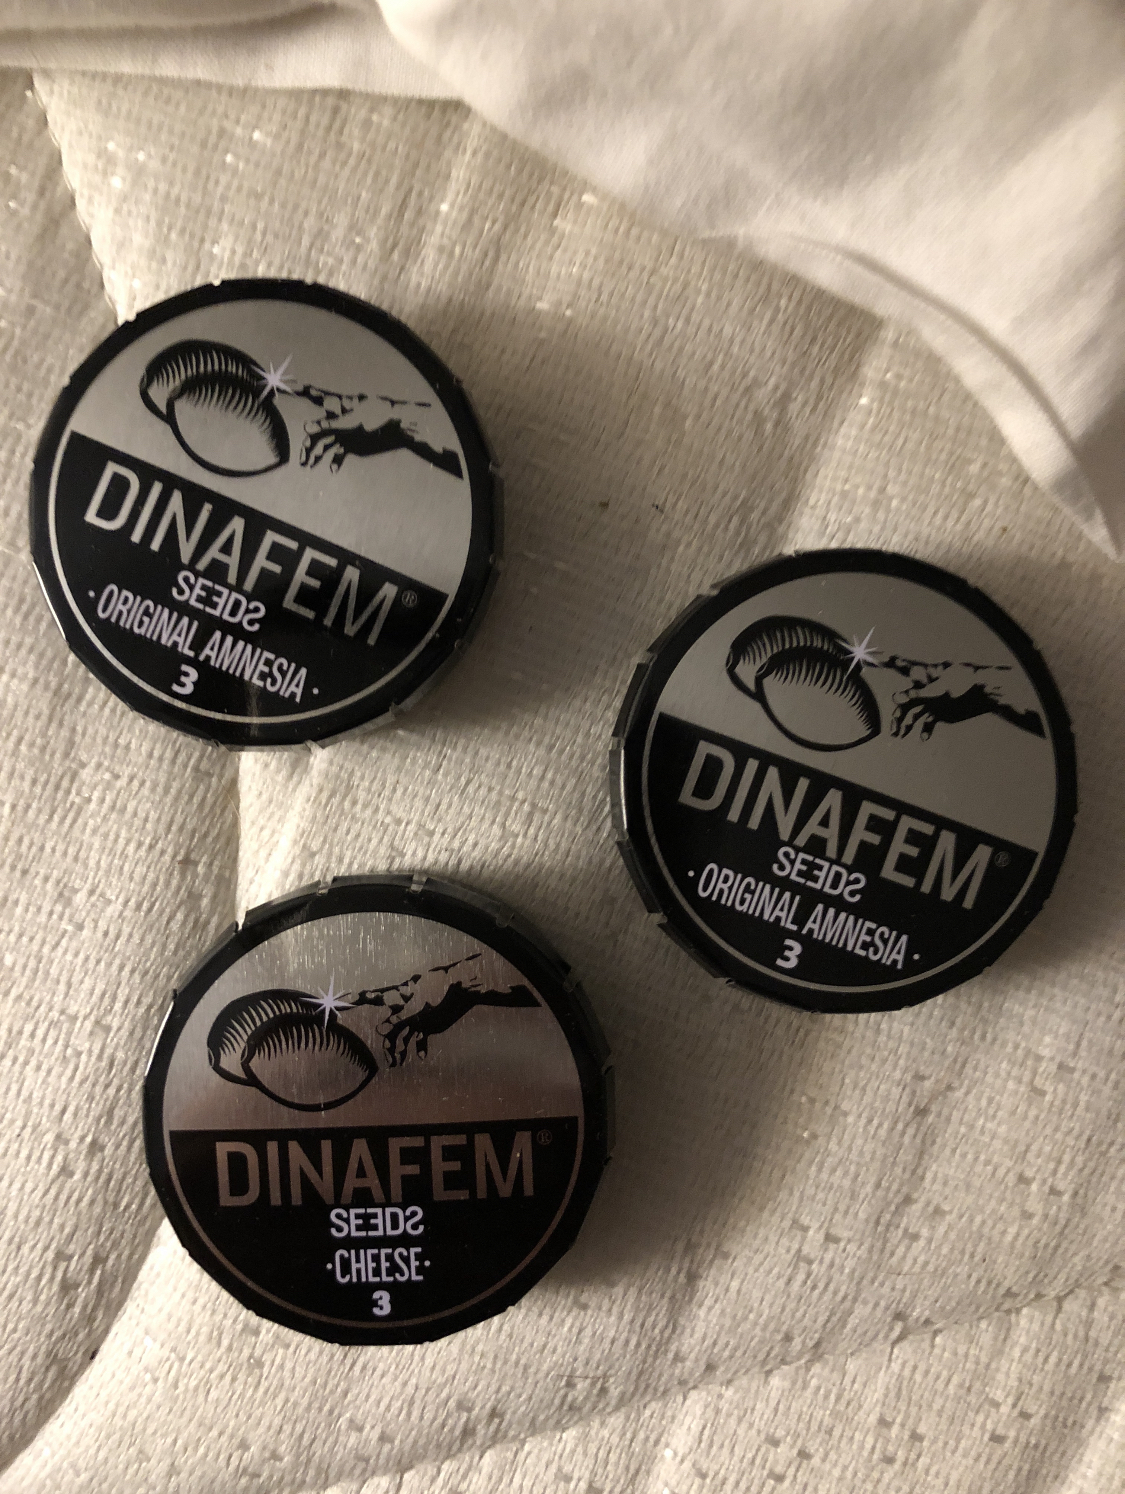 DINAFEM®
SEEDS
·ORIGINAL AMNESIA·
3
DINAFEM®
SEEDS
·ORIGINAL AMNESIA·
3
DINAFEM®
SEEDS
·CHEESE·
3